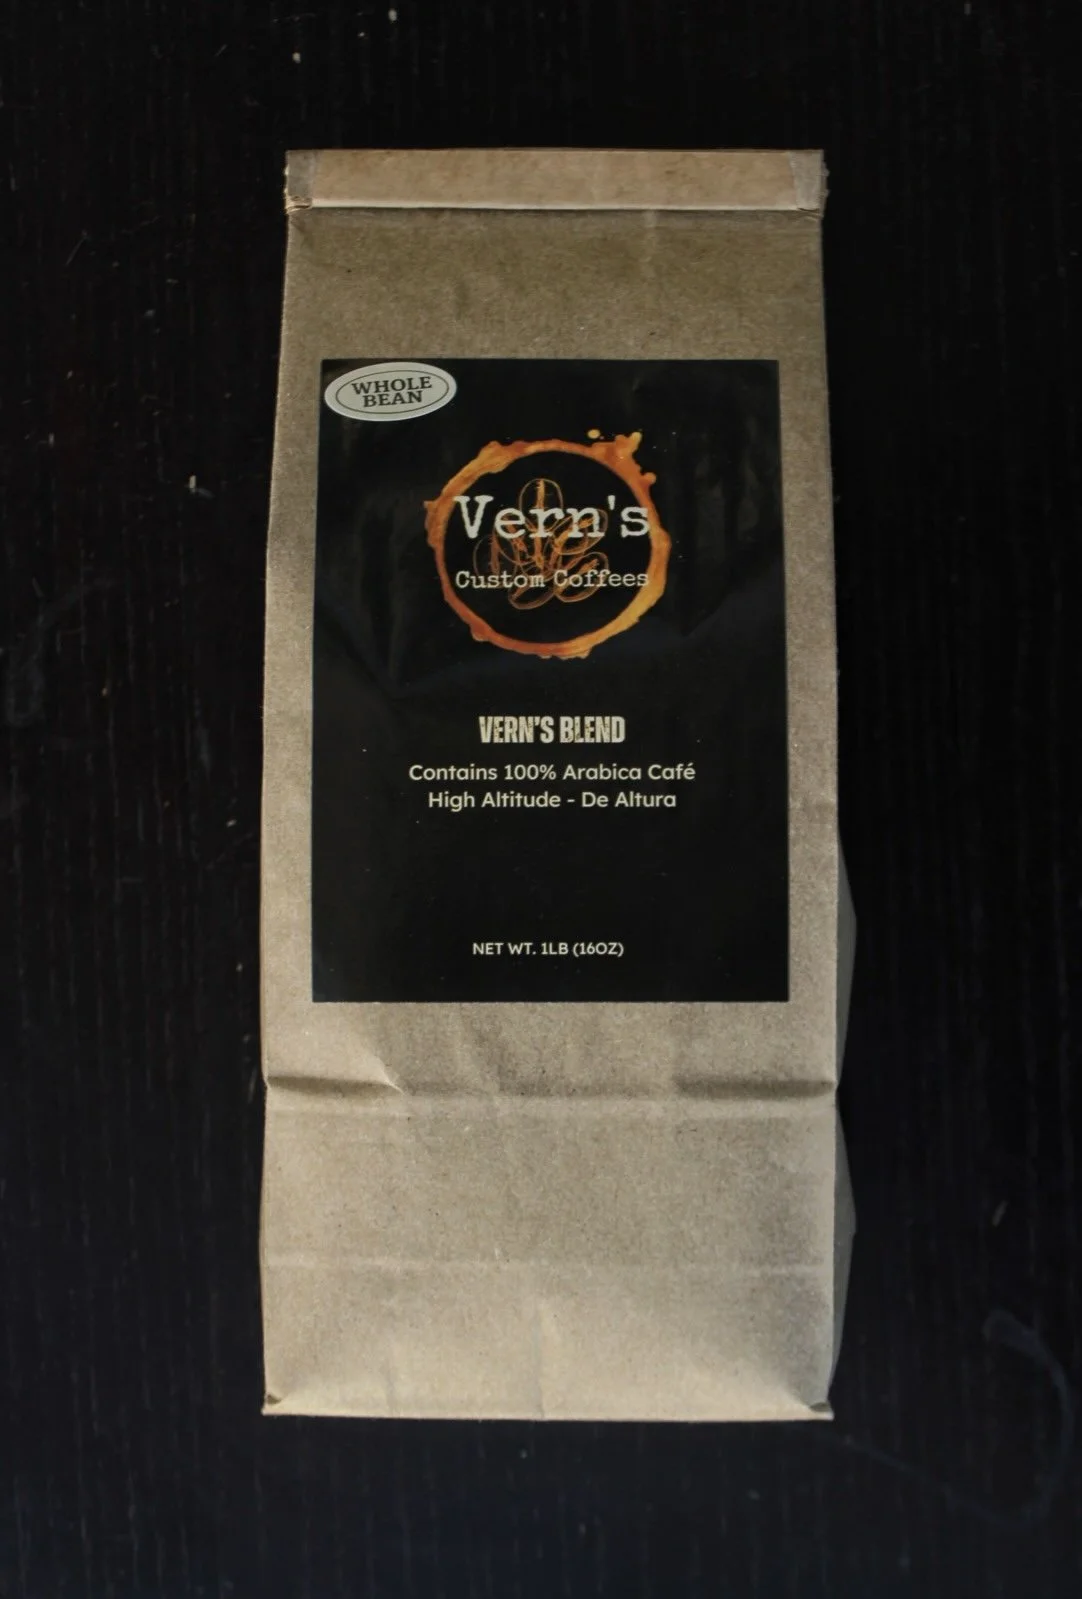 WHOLE
BEAN
Vern's
Custom Coffees
VERN'S BLEND
Contains 100% Arabica Café
High Altitude - De Altura
NET WT. 1LB (16OZ)